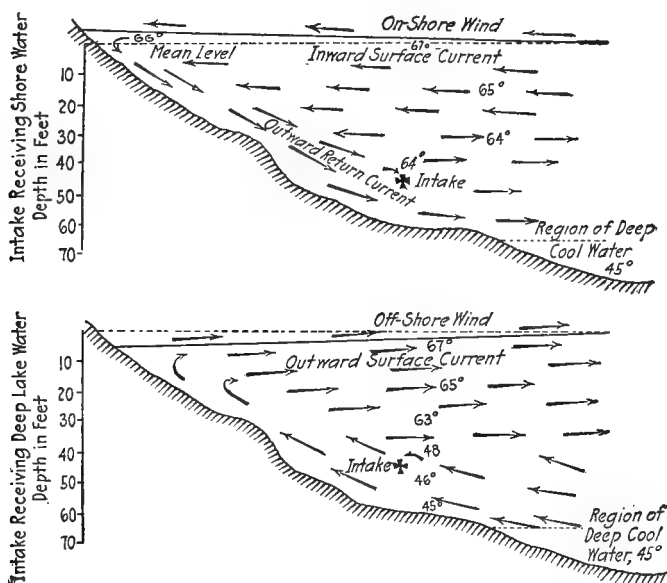 Intake Receiving Shore Water
Depth in Feet
On-Shore Wind
66°
67°
Mean Level
Inward Surface Current
10
65°
20
30
64°
Outward Return Current
40
64°
Intake
50
60
Region of Deep
Cool Water
45°
70
Intake Receiving Deep Lake Water
Depth in Feet
Off-Shore Wind
67°
Outward Surface Current
10
65°
20
63°
30
40
48
Intake
46°
50
45°
60
Region of
Deep Cool
Water, 45°
70